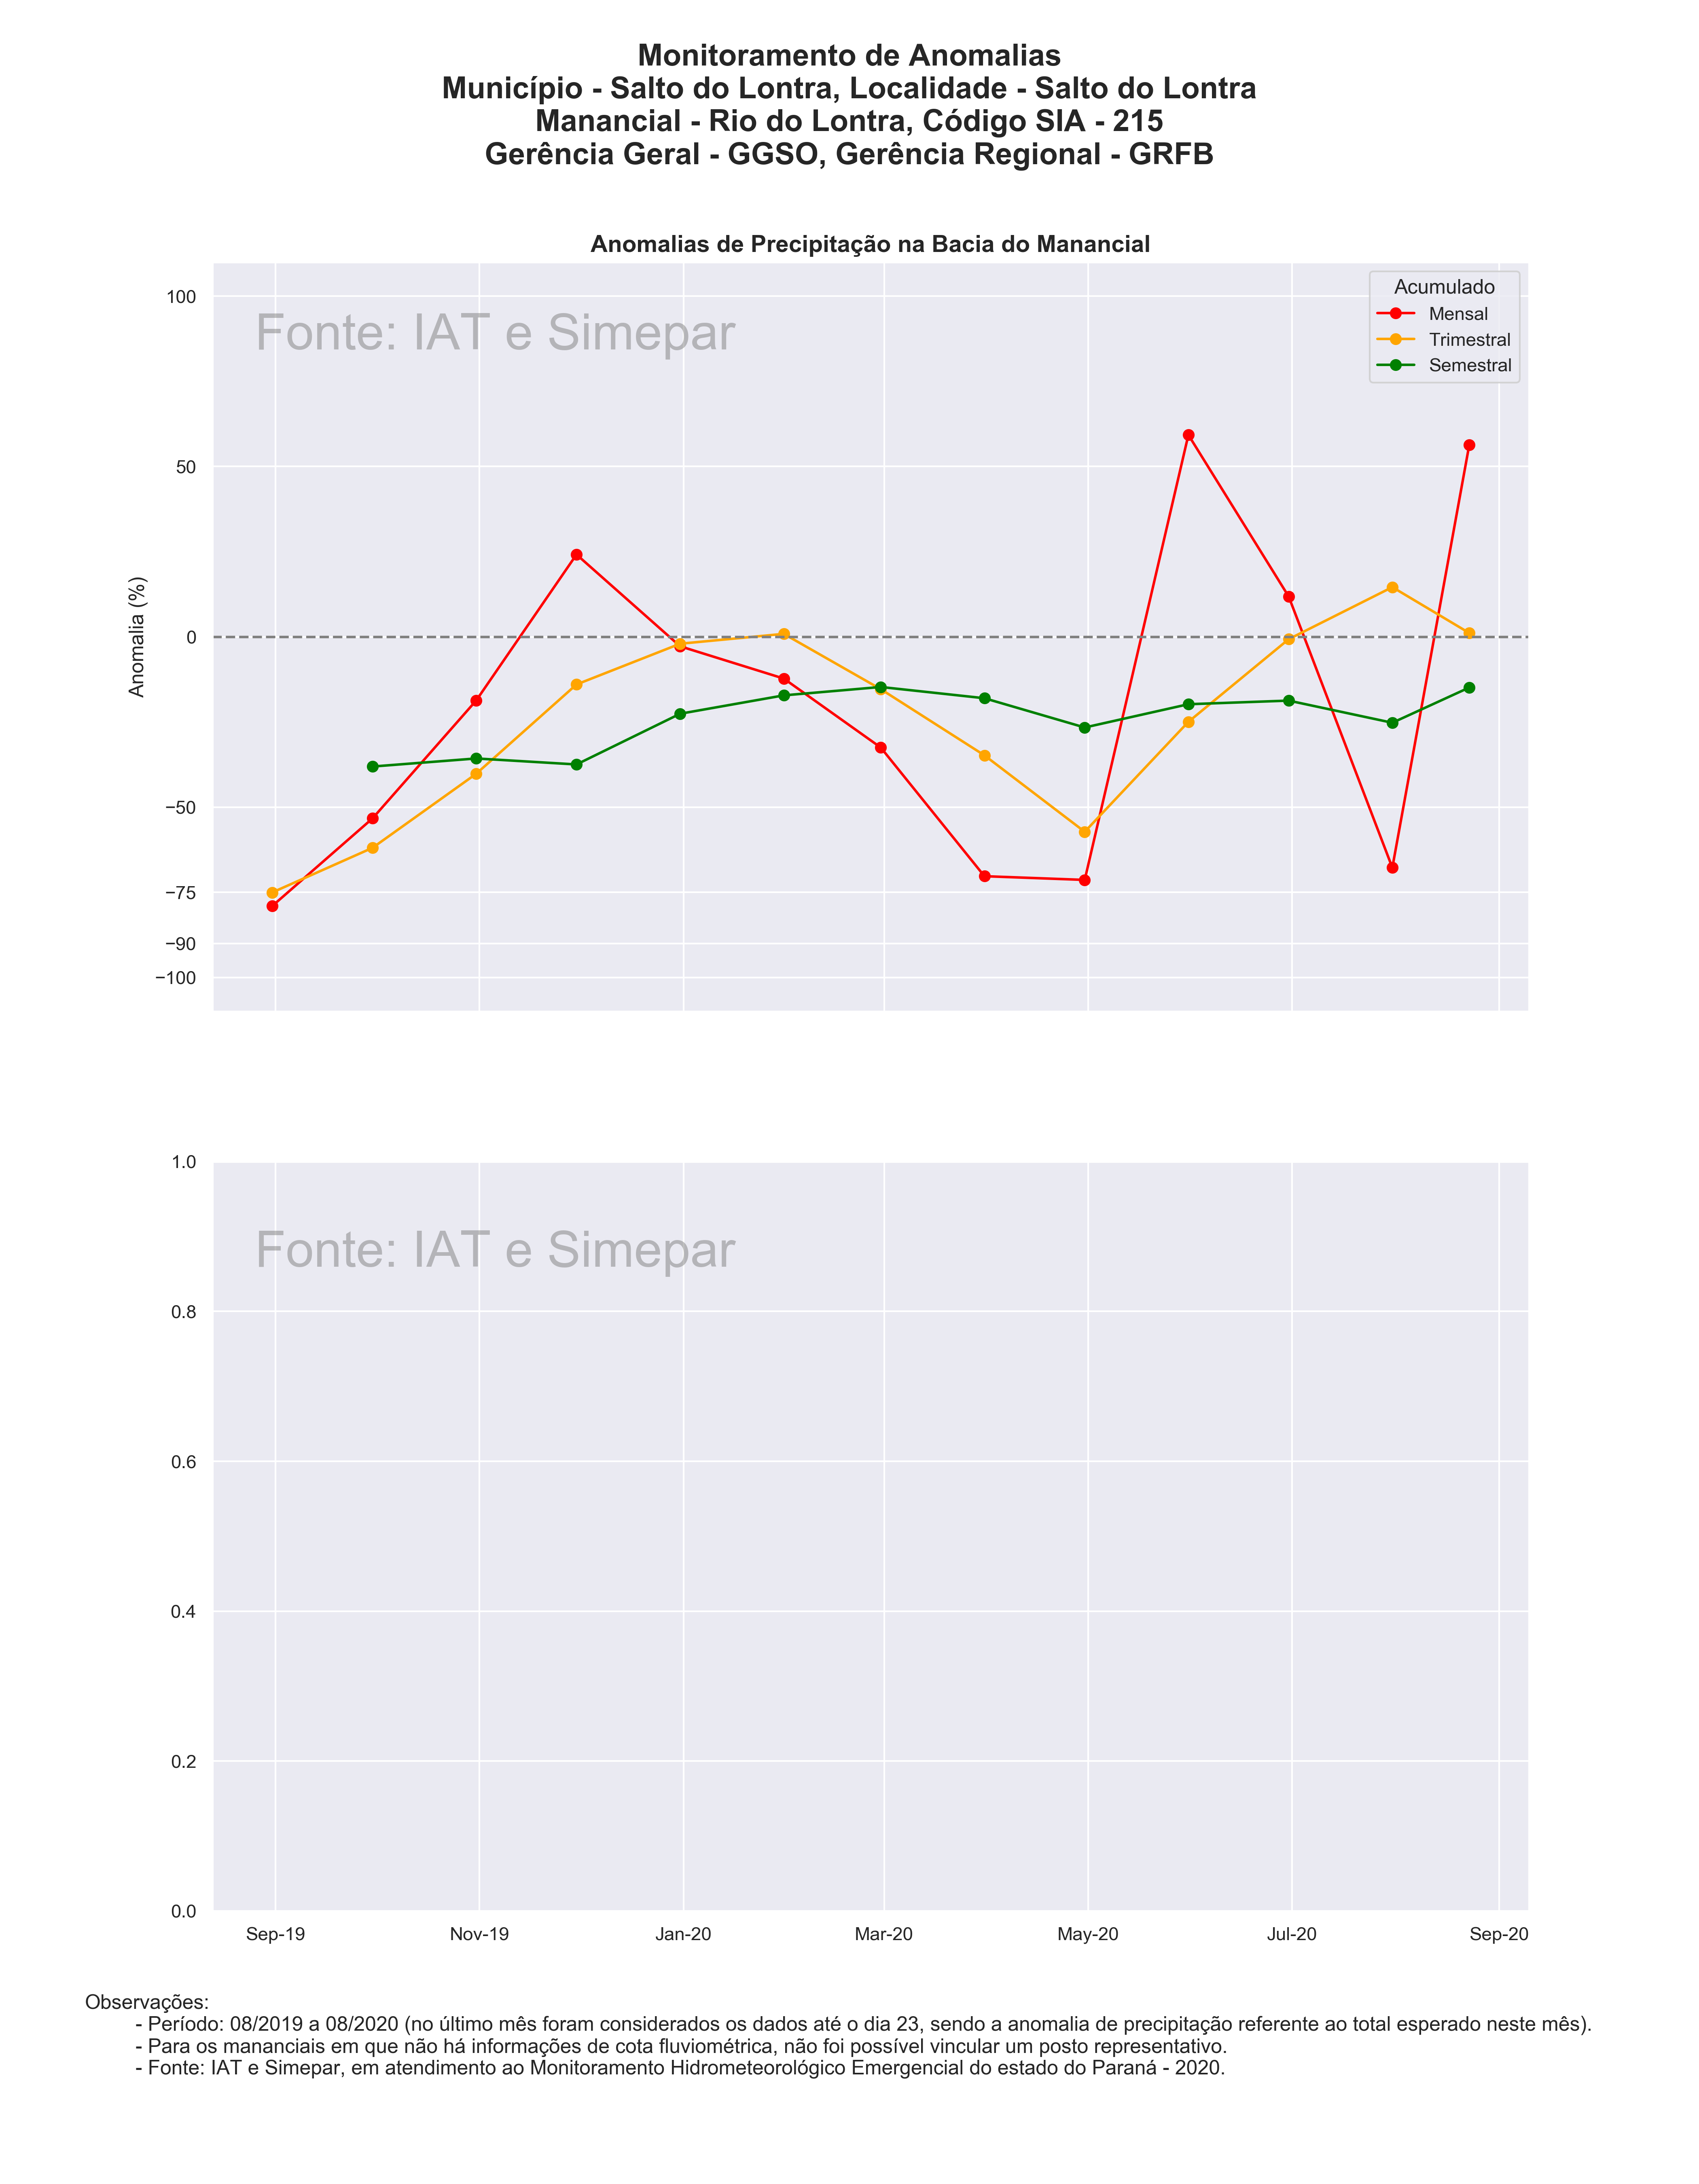 Monitoramento de Anomalias
Município - Salto do Lontra, Localidade - Salto do Lontra
Manancial - Rio do Lontra, Código SIA - 215
Gerência Geral - GGSO, Gerência Regional - GRFB
Anomalias de Precipitação na Bacia do Manancial
Fonte: IAT e Simepar
Acumulado
Mensal
Trimestral
Semestral
Anomalia (%)
100
50
0
−50
−75
−90
−100
Fonte: IAT e Simepar
1.0
0.8
0.6
0.4
0.2
0.0
Sep-19 Nov-19 Jan-20 Mar-20 May-20 Jul-20 Sep-20
Observações:
- Período: 08/2019 a 08/2020 (no último mês foram considerados os dados até o dia 23, sendo a anomalia de precipitação referente ao total esperado neste mês).
- Para os mananciais em que não há informações de cota fluviométrica, não foi possível vincular um posto representativo.
- Fonte: IAT e Simepar, em atendimento ao Monitoramento Hidrometeorológico Emergencial do estado do Paraná - 2020.